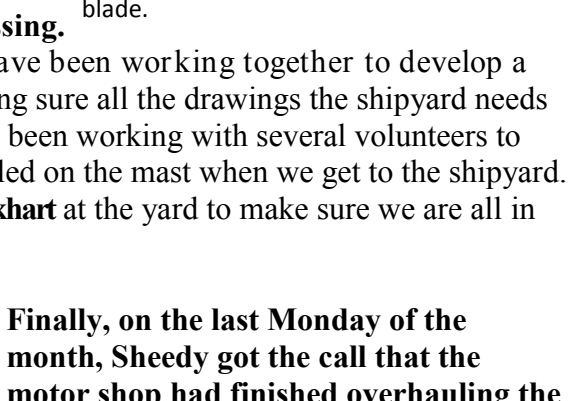 blade.
ssing.
ave been working together to develop a
ng sure all the drawings the shipyard needs
been working with several volunteers to
led on the mast when we get to the shipyard.
khart at the yard to make sure we are all in
Finally, on the last Monday of the
month, Sheedy got the call that the
motor shop had finished overhauling the